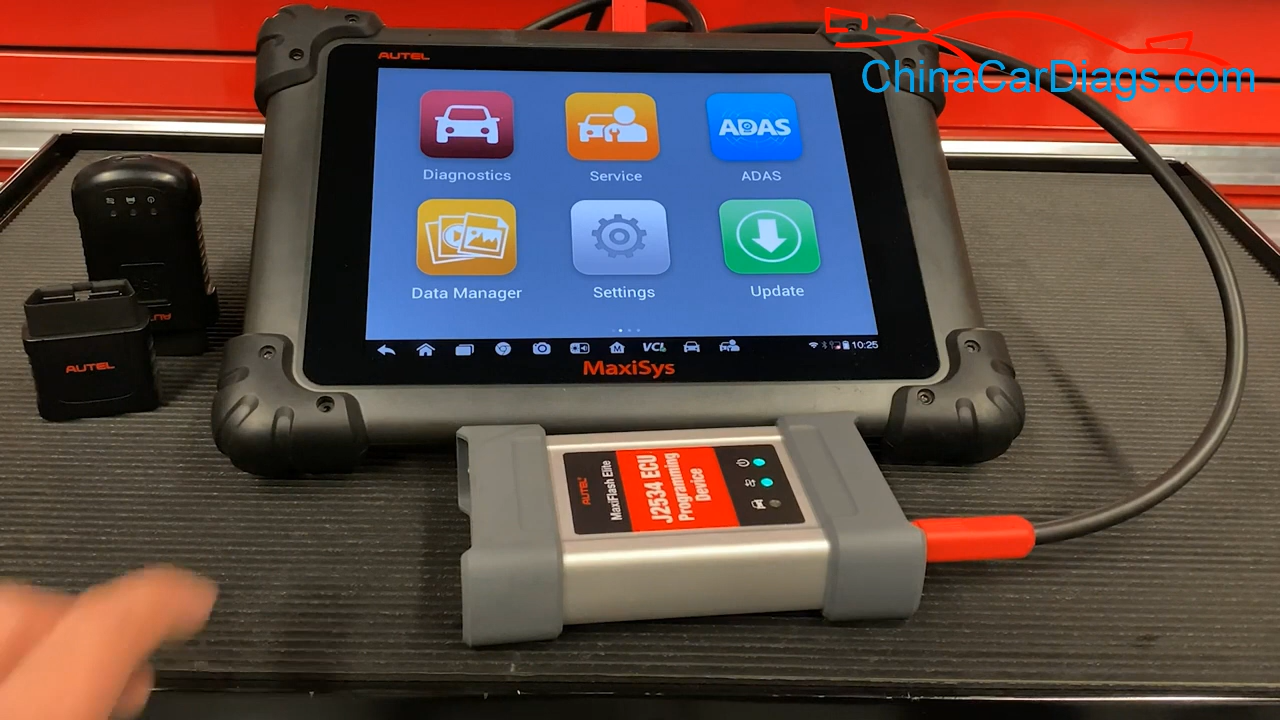 ChinaCarDiags.com
AUTEL
ADAS
Diagnostics
Service
ADAS
Data Manager
Settings
Update
VCI
10:25
MaxiSys
AUTEL
AUTEL
AUTEL
MaxiFlash Elite
J2534 ECU
Programming
Device